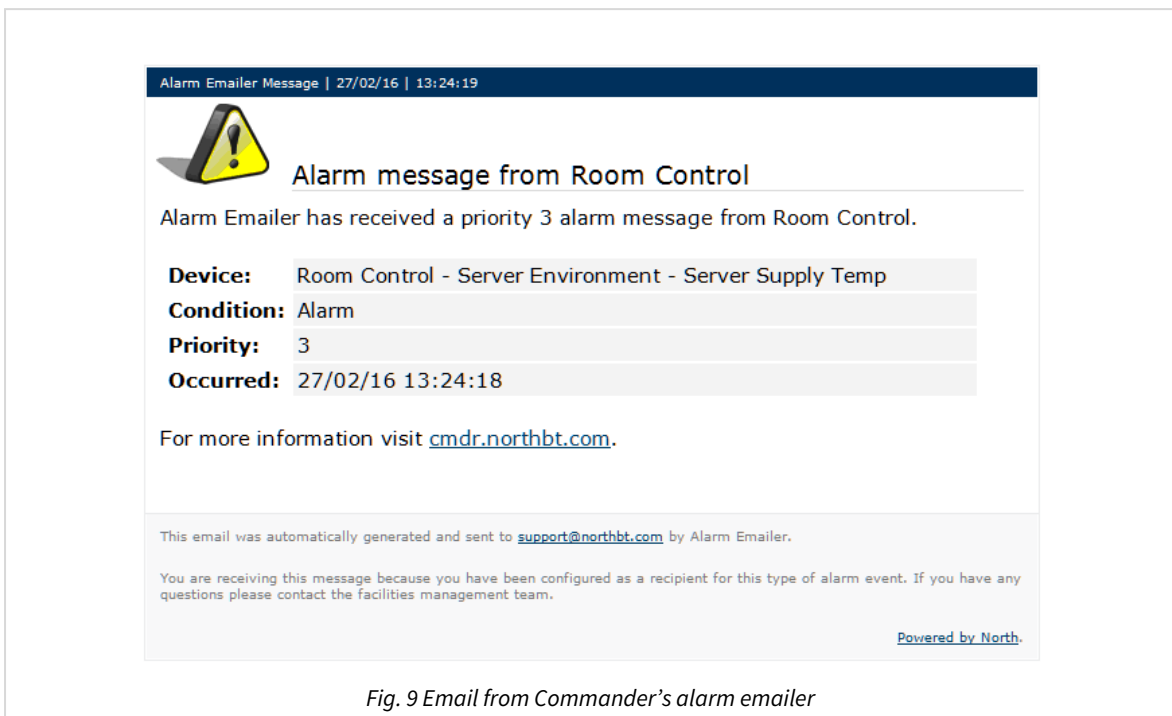 Alarm Emailer Message | 27/02/16 | 13:24:19
Alarm message from Room Control
Alarm Emailer has received a priority 3 alarm message from Room Control.
Device: Room Control - Server Environment - Server Supply Temp
Condition: Alarm
Priority: 3
Occurred: 27/02/16 13:24:18
For more information visit cmdr.northbt.com.
This email was automatically generated and sent to support@northbt.com by Alarm Emailer.
You are receiving this message because you have been configured as a recipient for this type of alarm event. If you have any
questions please contact the facilities management team.
Powered by North.
Fig. 9 Email from Commander’s alarm emailer